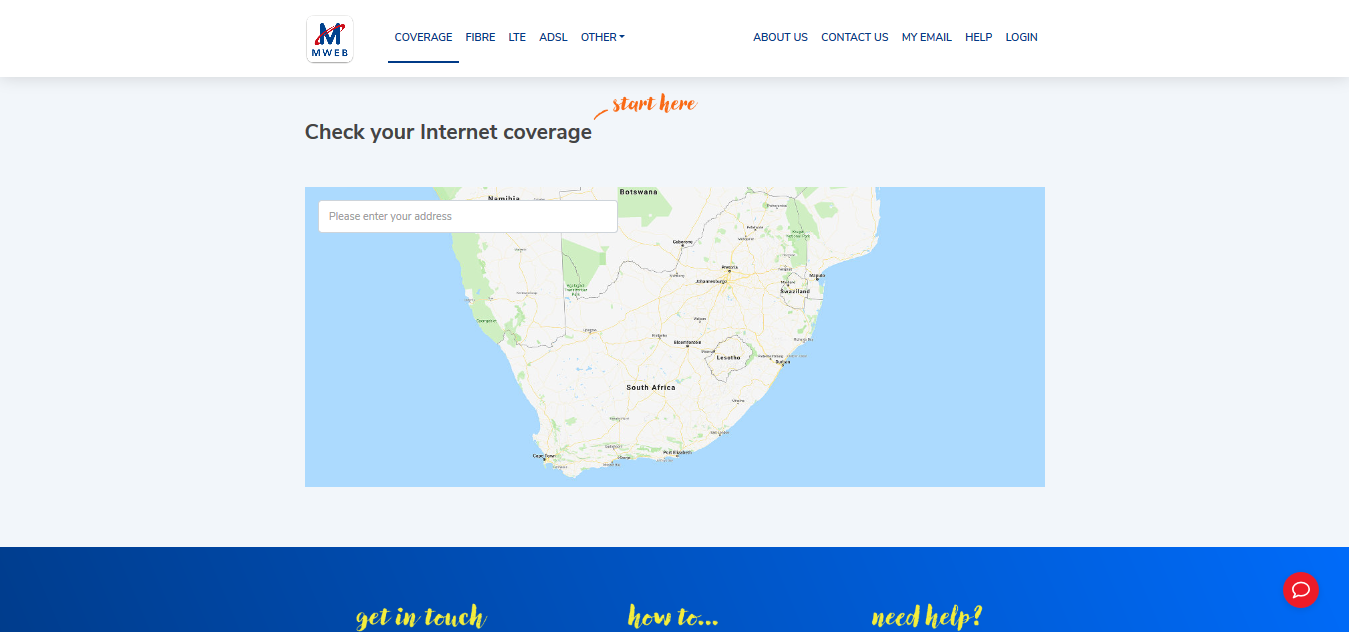 M
MWEB
COVERAGE FIBRE LTE ADSL OTHER
ABOUT US CONTACT US MY EMAIL HELP LOGIN
start here
Check your Internet coverage
Please enter your address
Namibia
Botswana
Gaborone
Pretoria
Johannesburg
Maputo
Swaziland
Bloemfontein
Lesotho
Durban
South Africa
Cape Town
Port Elizabeth
get in touch
how to...
need help?